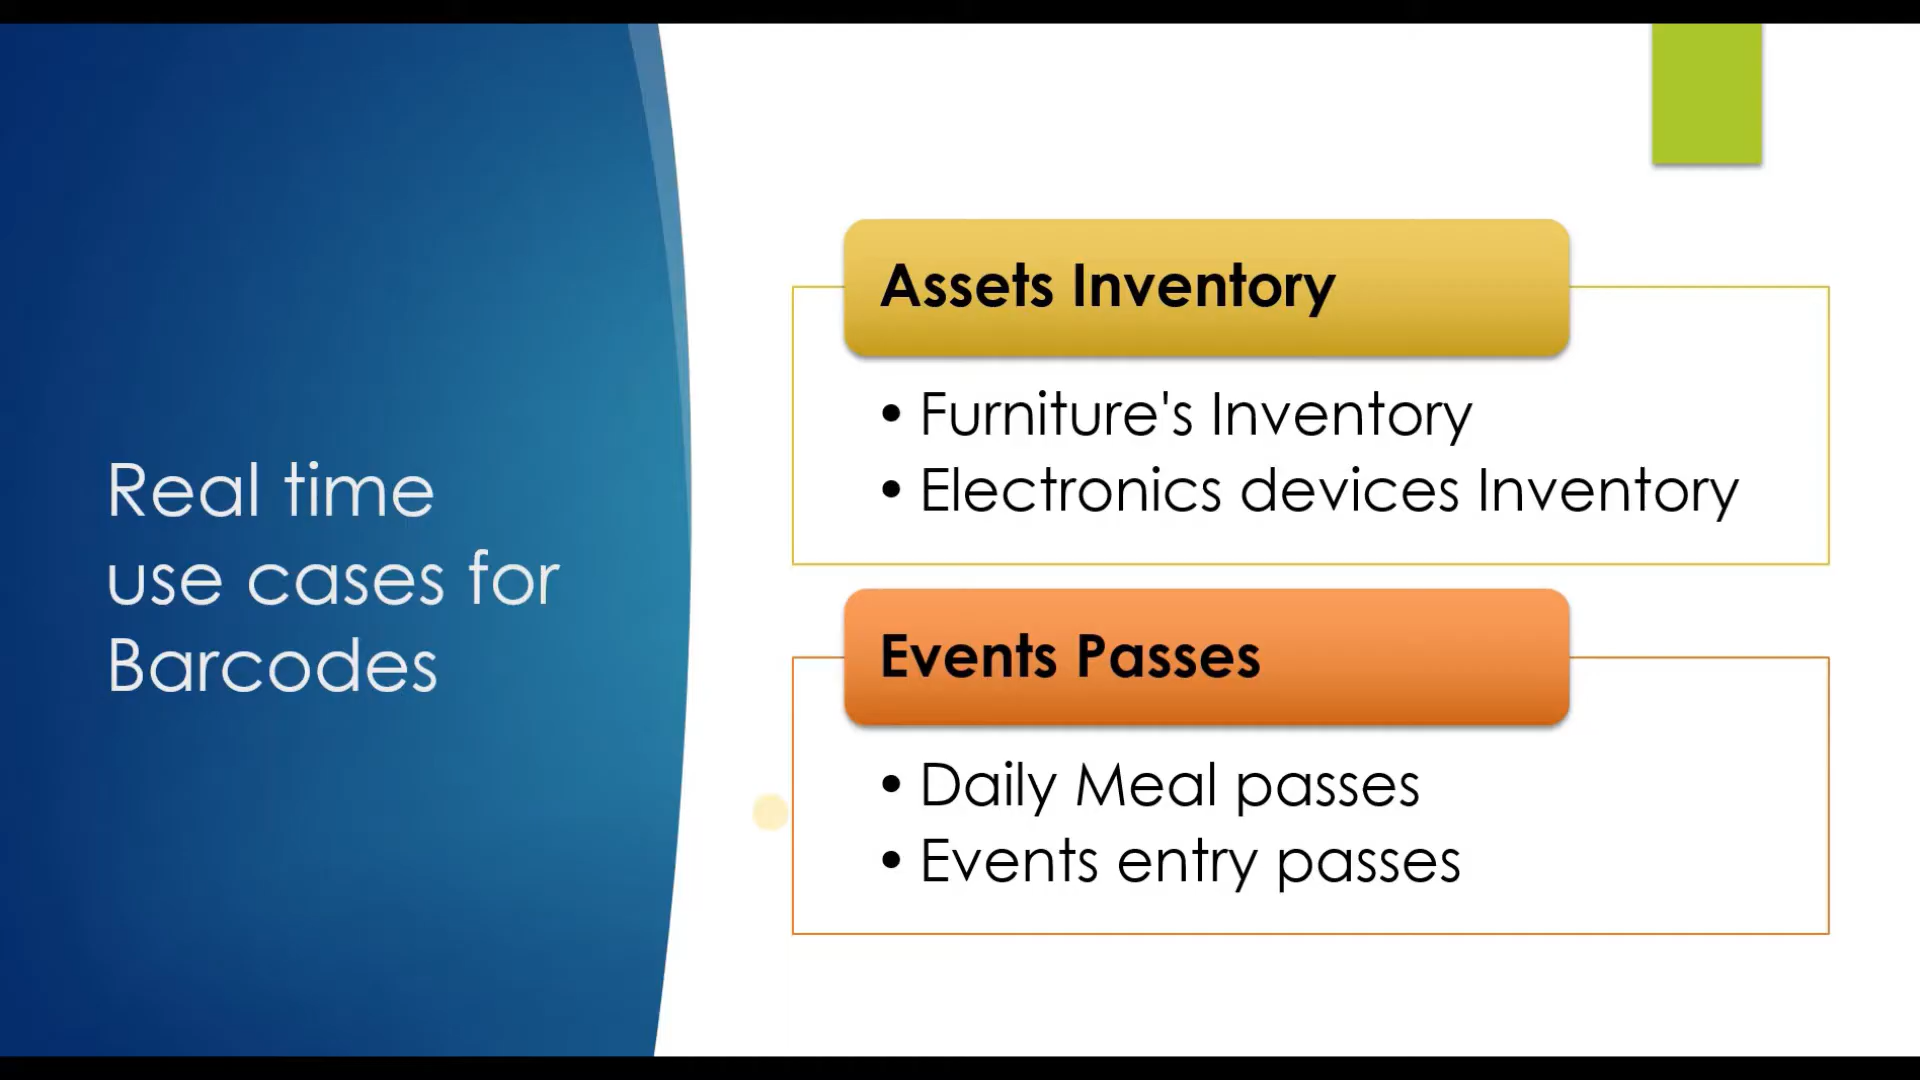 Real time
use cases for
Barcodes
Assets Inventory
• Furniture's Inventory
• Electronics devices Inventory
Events Passes
• Daily Meal passes
• Events entry passes